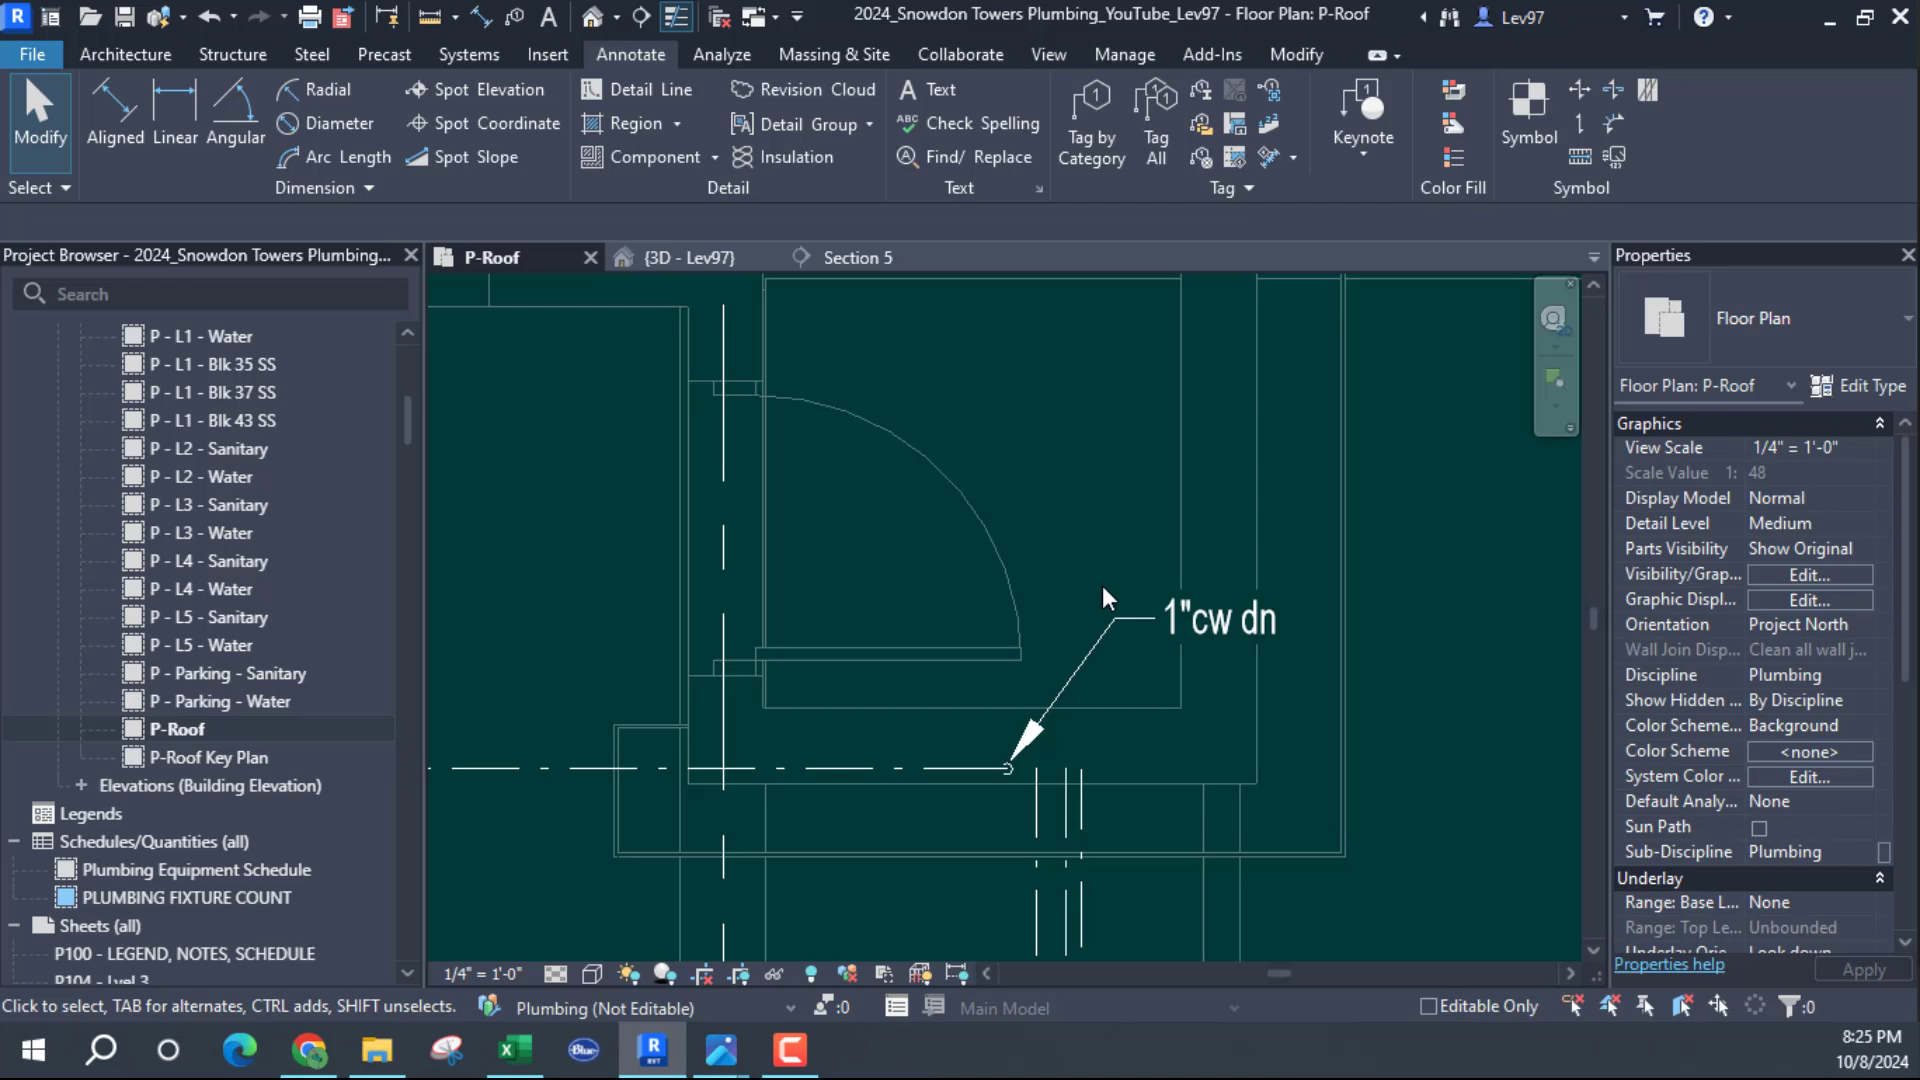 2024_Snowdon Towers Plumbing_YouTube_Lev97 - Floor Plan: P-Roof
Lev97
File
Architecture
Structure
Steel
Precast
Systems
Insert
Annotate
Analyze
Massing & Site
Collaborate
View
Manage
Add-Ins
Modify
Modify
Select
Aligned
Linear
Angular
Radial
Diameter
Arc Length
Spot Elevation
Spot Coordinate
Spot Slope
Dimension
Detail Line
Region
Component
Revision Cloud
Detail Group
Insulation
Detail
Text
Check Spelling
Find/ Replace
Text
Tag by
Category
Tag
All
Tag
Keynote
Color Fill
Symbol
Symbol
Project Browser - 2024_Snowdon Towers Plumbing...
Search
P - L1 - Water
P - L1 - Blk 35 SS
P - L1 - Blk 37 SS
P - L1 - Blk 43 SS
P - L2 - Sanitary
P - L2 - Water
P - L3 - Sanitary
P - L3 - Water
P - L4 - Sanitary
P - L4 - Water
P - L5 - Sanitary
P - L5 - Water
P - Parking - Sanitary
P - Parking - Water
P-Roof
P-Roof Key Plan
Elevations (Building Elevation)
Legends
Schedules/Quantities (all)
Plumbing Equipment Schedule
PLUMBING FIXTURE COUNT
Sheets (all)
P100 - LEGEND, NOTES, SCHEDULE
P-Roof
{3D - Lev97}
Section 5
1"cw dn
1/4" = 1'-0"
Properties
Floor Plan
Floor Plan: P-Roof
Edit Type
Graphics
View Scale 1/4" = 1'-0"
Scale Value 1: 48
Display Model Normal
Detail Level Medium
Parts Visibility Show Original
Visibility/Grap... Edit...
Graphic Displ... Edit...
Orientation Project North
Wall Join Disp... Clean all wall j...
Discipline Plumbing
Show Hidden ... By Discipline
Color Scheme... Background
Color Scheme <none>
System Color ... Edit...
Default Analy... None
Sun Path
Sub-Discipline Plumbing
Underlay
Range: Base L... None
Range: Top Le... Unbounded
Properties help
Apply
Click to select, TAB for alternates, CTRL adds, SHIFT unselects.
Plumbing (Not Editable)
:0
Main Model
Editable Only
:0
8:25 PM
10/8/2024